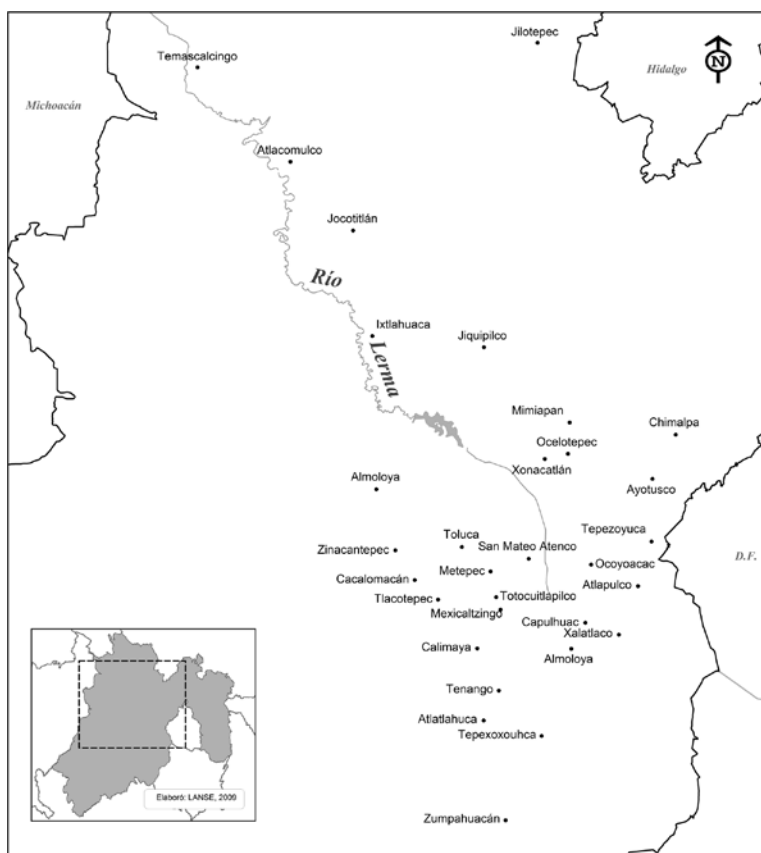 Jilotepec
Temascalcingo
N
Hidalgo
Michoacán
Atlacomulco
Jocotitlán
Río
Lerma
Ixtlahuaca
Jiquipilco
Mimiapan
Chimalpa
Ocelotepec
Xonacatlán
Almoloya
Ayotusco
Tepezoyuca
Toluca
San Mateo Atenco
Zinacantepec
D.F.
Ocoyoacac
Metepec
Cacalomacán
Atlapulco
Tlacotepec
Totocuitlapilco
Mexicaltzingo
Capulhuac
Xalatlaco
Calimaya
Almoloya
Tenango
Atlatlahuca
Tepexoxouhca
Elaboró: LANSE, 2009
Zumpahuacán